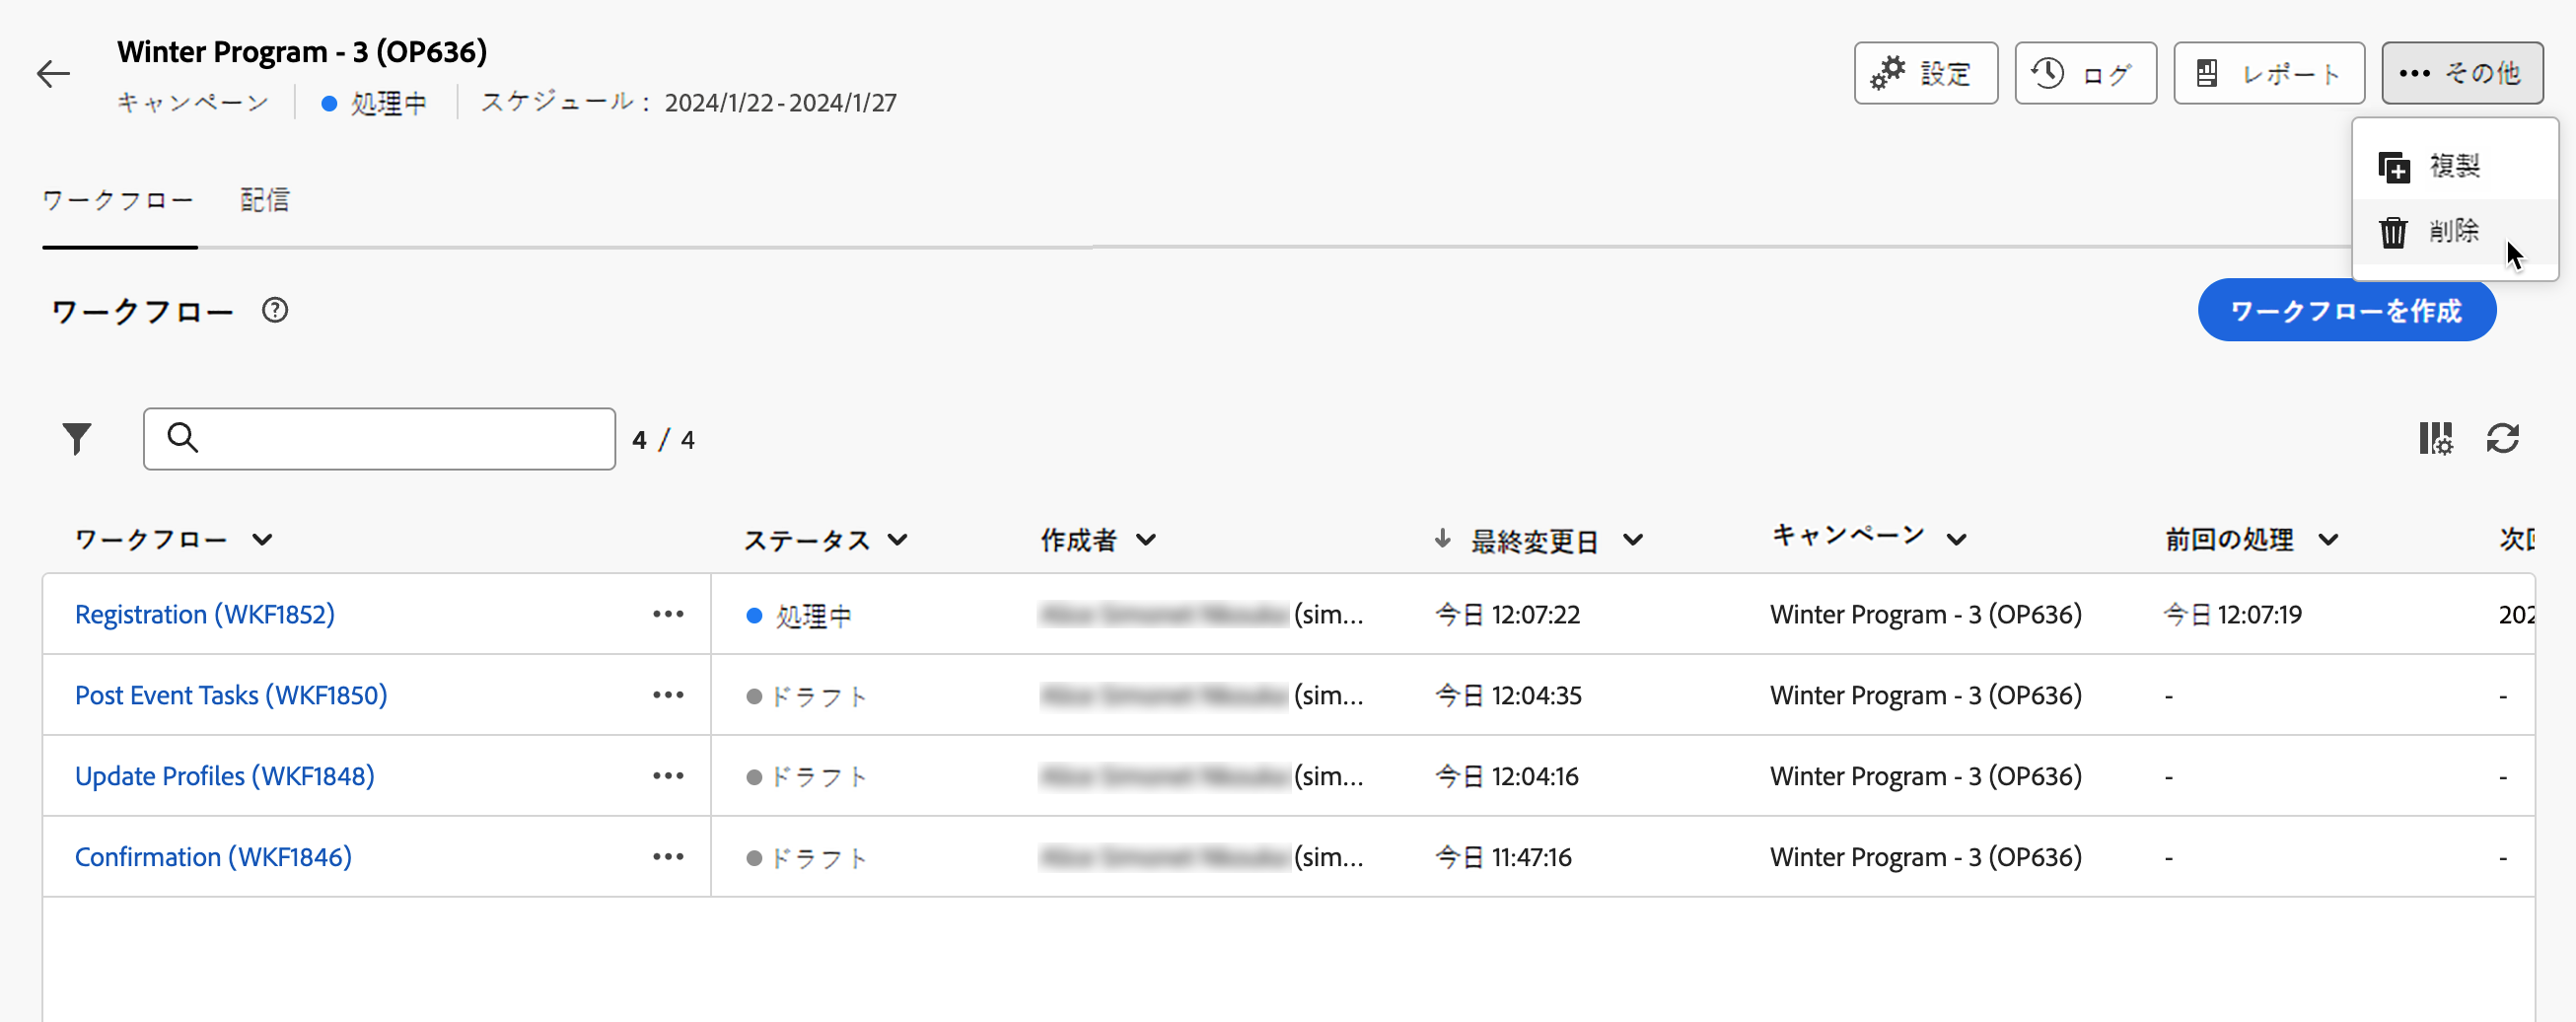 Winter Program - 3 (OP636)
キャンペーン 処理中 スケジュール： 2024/1/22 - 2024/1/27
設定 ログ レポート ••• その他
複製
削除
ワークフロー 配信
ワークフロー ?
ワークフローを作成
4 / 4
ワークフロー ステータス 作成者 最終変更日 キャンペーン 前回の処理 次
Registration (WKF1852) ••• 処理中 (sim... 今日 12:07:22 Winter Program - 3 (OP636) 今日 12:07:19 202
Post Event Tasks (WKF1850) ••• ドラフト (sim... 今日 12:04:35 Winter Program - 3 (OP636) - -
Update Profiles (WKF1848) ••• ドラフト (sim... 今日 12:04:16 Winter Program - 3 (OP636) - -
Confirmation (WKF1846) ••• ドラフト (sim... 今日 11:47:16 Winter Program - 3 (OP636) - -